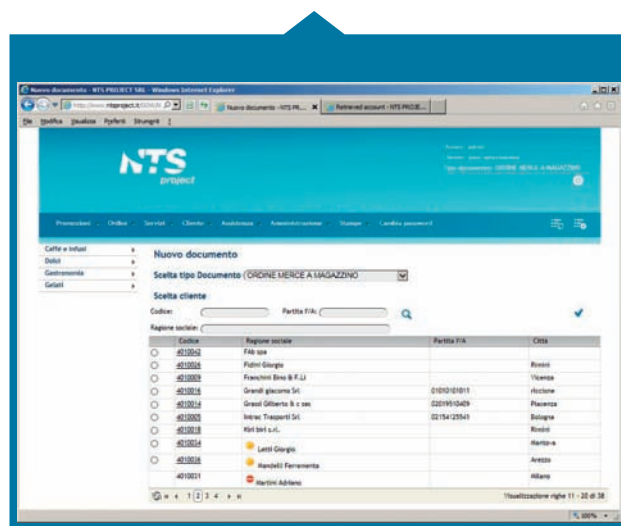 Nuovo documento - NTS PROJECT SRL - Windows Internet Explorer
Nuovo documento - NTS PR...
Retrieved account - NTS PROJE...
File Modifica Visualizza Preferiti Strumenti ?
NTS
project
Tipo documento: ORDINE MERCE A MAGAZZINO
Promozioni Ordini Servizi Cliente Assistenza Amministrazione Stampe Cambia password
Caffè e infusi
Dolci
Gastronomia
Gelati
Nuovo documento
Scelta tipo Documento ORDINE MERCE A MAGAZZINO
Scelta cliente
Codice: Partita IVA:
Ragione sociale:
Codice Ragione sociale Partita IVA Città
4010042 FAb spa
4010026 Fidini Giorgio Rimini
4010009 Franchini Eino & F.LI Vicenza
4010016 Grandi giacomo Srl 01010101011 riccione
4010014 Grassi Gilberto & c sas 02019510409 Piacenza
4010005 Intrac Trasporti Srl 02154125541 Bologna
4010018 Kiri biri s.r.l. Rimini
4010034 Letti Giorgio
4010036 Mandelli Ferramenta Arezzo
4010031 Martini Adriano Milano
1 2 3 4
Visualizzazione righe 11 - 20 di 38
100%